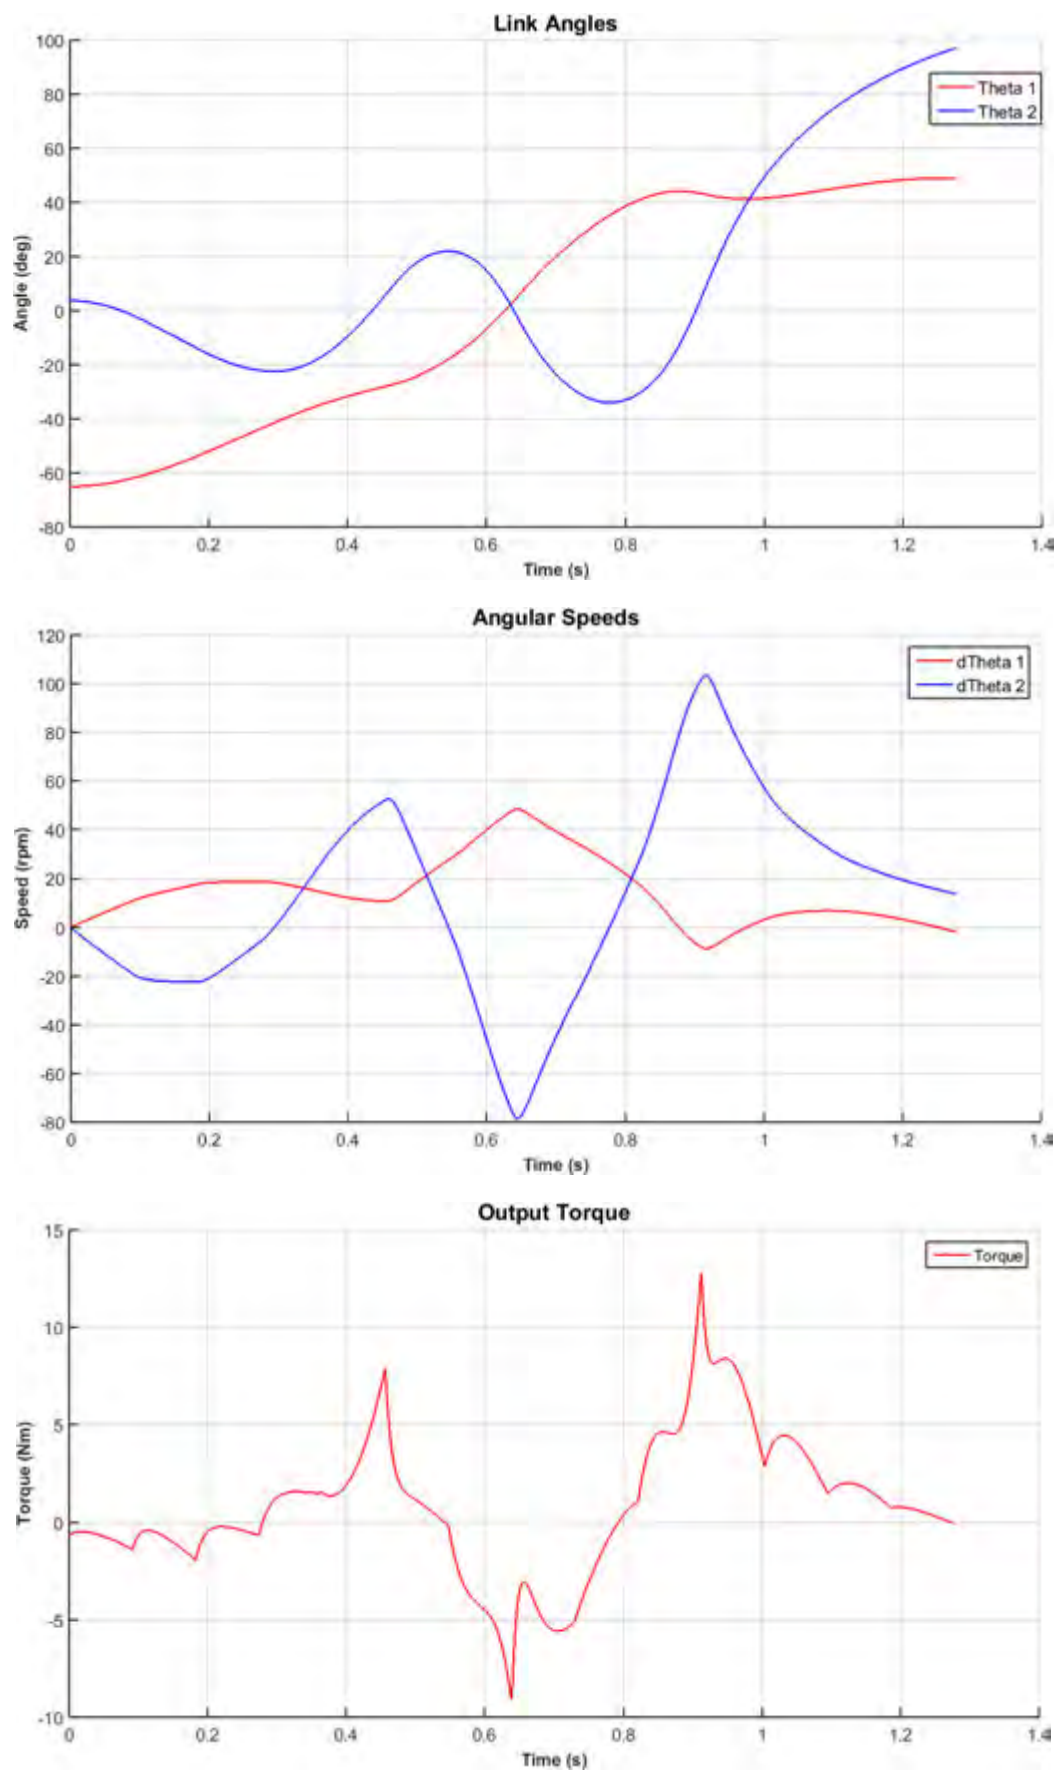 Link Angles
100
80
60
40
20
0
-20
-40
-60
-80
Angle (deg)
Theta 1
Theta 2
0 0.2 0.4 0.6 0.8 1 1.2 1.4
Time (s)
Angular Speeds
120
100
80
60
40
20
0
-20
-40
-60
-80
Speed (rpm)
dTheta 1
dTheta 2
0 0.2 0.4 0.6 0.8 1 1.2 1.4
Time (s)
Output Torque
15
10
5
0
-5
-10
Torque (Nm)
Torque
0 0.2 0.4 0.6 0.8 1 1.2 1.4
Time (s)